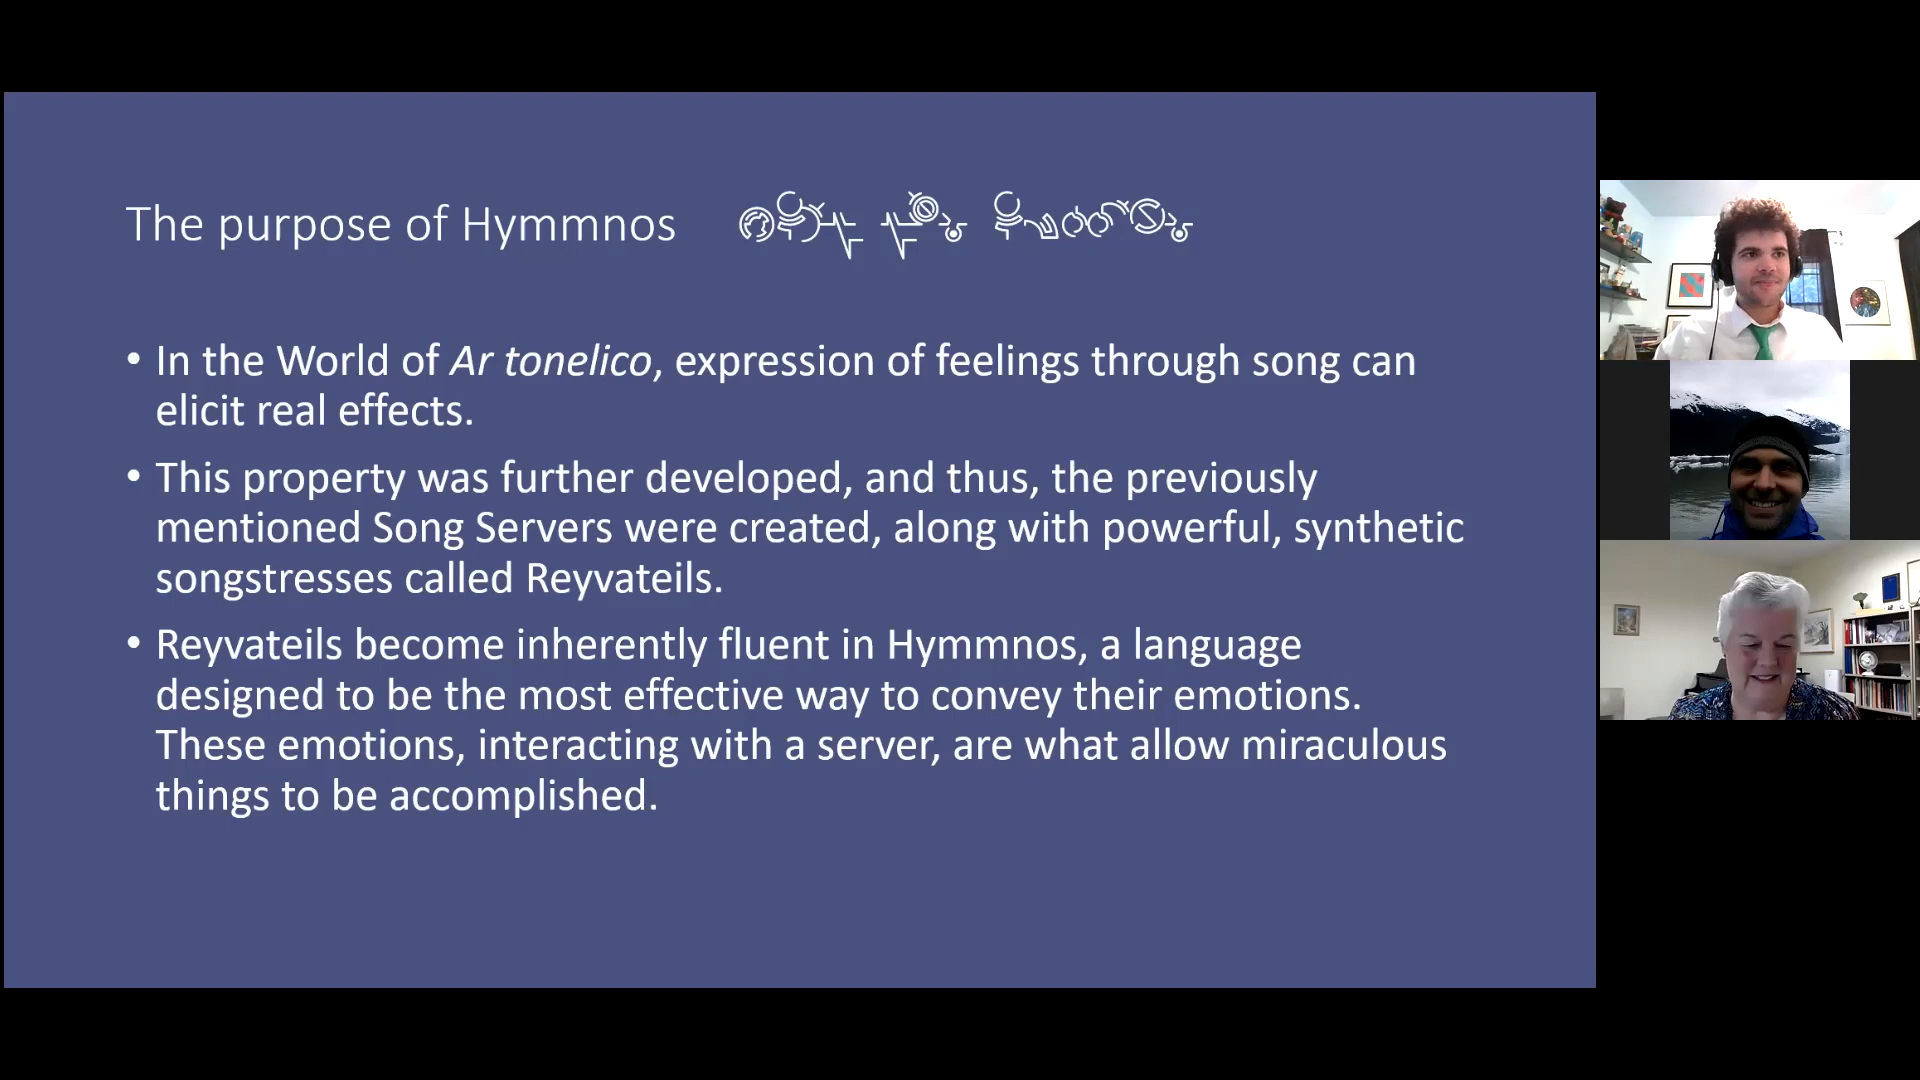 The purpose of Hymmnos
• In the World of Ar tonelico, expression of feelings through song can
elicit real effects.
• This property was further developed, and thus, the previously
mentioned Song Servers were created, along with powerful, synthetic
songstresses called Reyvateils.
• Reyvateils become inherently fluent in Hymmnos, a language
designed to be the most effective way to convey their emotions.
These emotions, interacting with a server, are what allow miraculous
things to be accomplished.